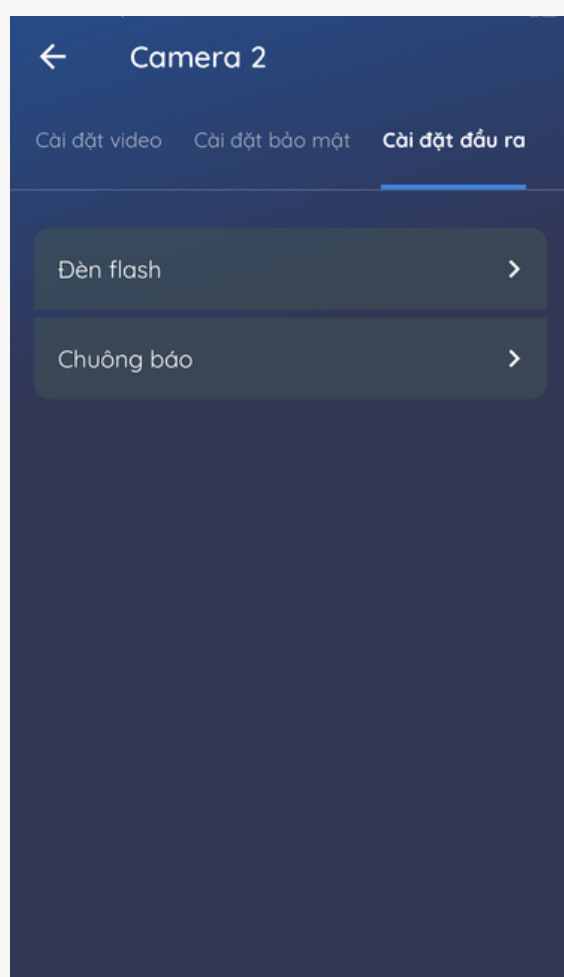 Camera 2
Cài đặt video Cài đặt bảo mật Cài đặt đầu ra
Đèn flash
Chuông báo